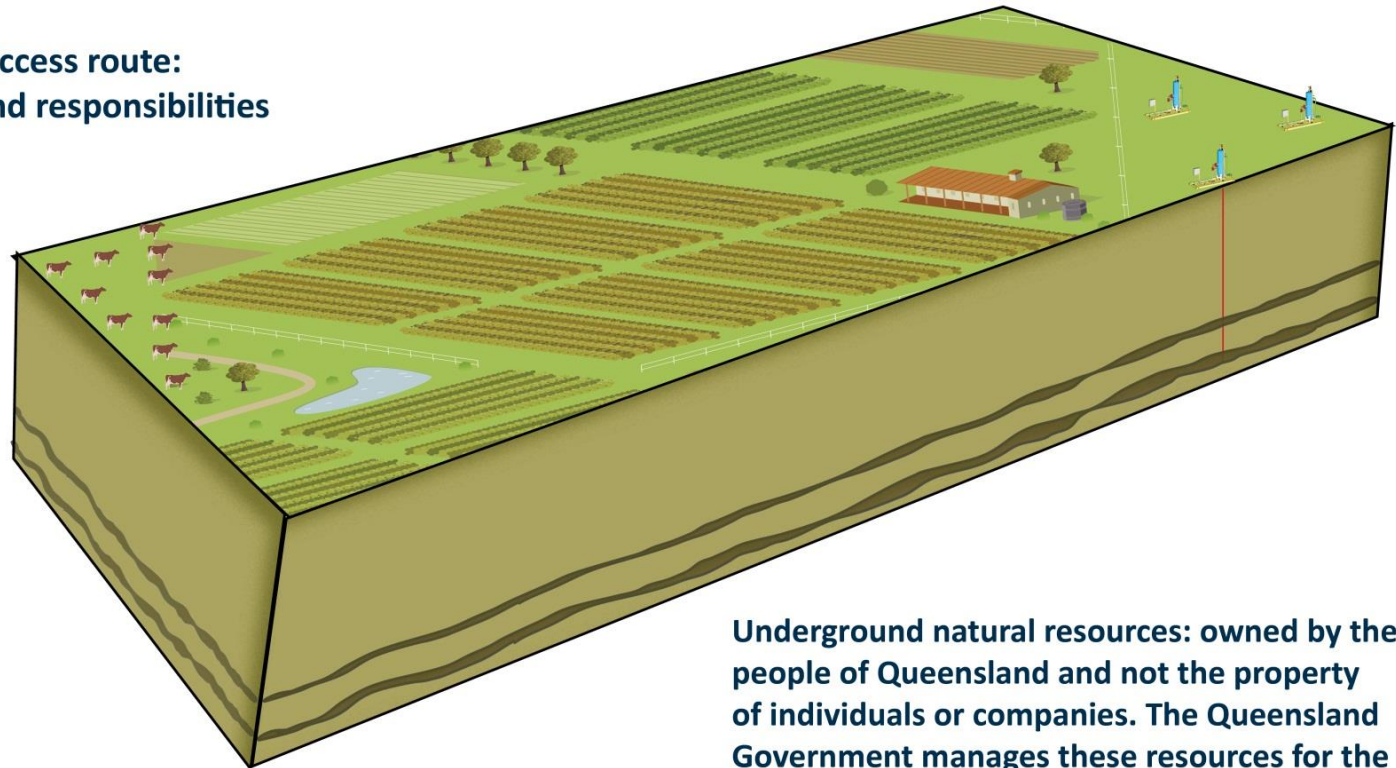 ccess route:
nd responsibilities
Underground natural resources: owned by the
people of Queensland and not the property
of individuals or companies. The Queensland
Government manages these resources for the